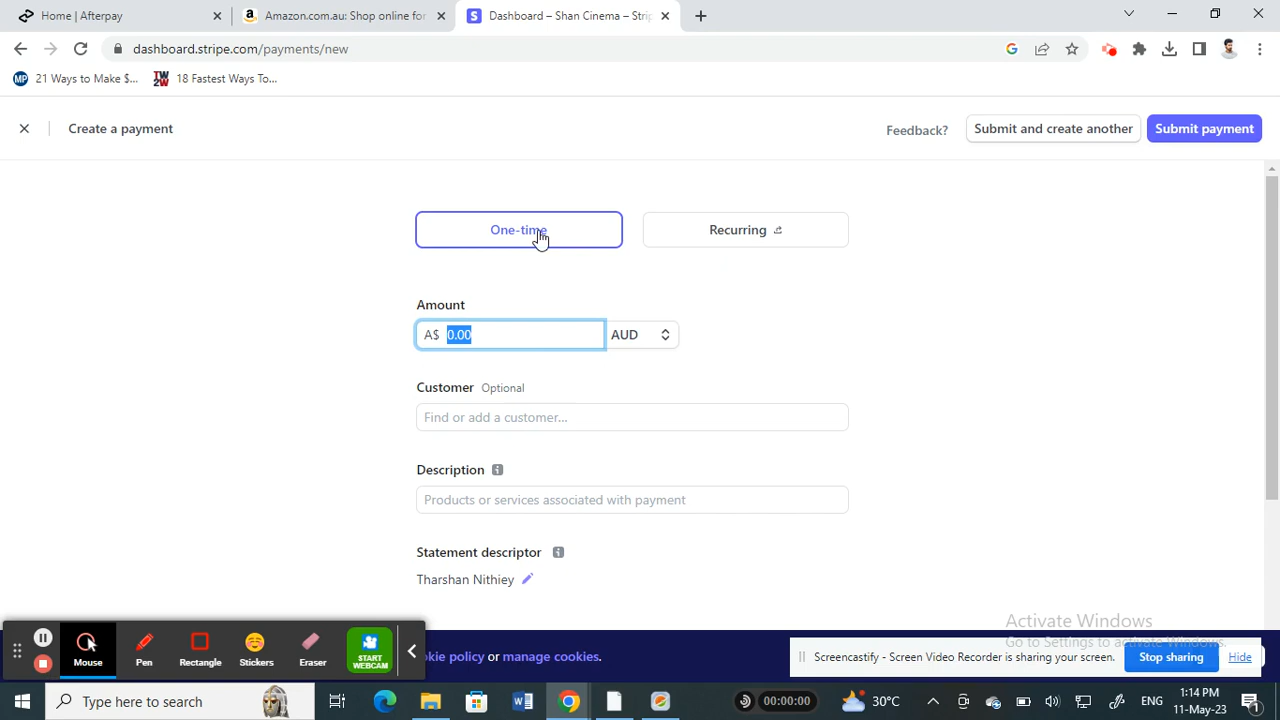 Home | Afterpay
Amazon.com.au: Shop online for
Dashboard – Shan Cinema – Strip
dashboard.stripe.com/payments/new
21 Ways to Make $...
18 Fastest Ways To...
Create a payment
Feedback?
Submit and create another
Submit payment
One-time
Recurring
Amount
A$ 0.00
AUD
Customer Optional
Find or add a customer...
Description
Products or services associated with payment
Statement descriptor
Tharshan Nithiey
Activate Windows
Go to Settings to activate Windows.
Mouse
Pen
Rectangle
Stickers
Eraser
START WEBCAM
okie policy or manage cookies.
Screencastify - Screen Video Recorder is sharing your screen.
Stop sharing
Hide
Type here to search
00:00:00
30°C
ENG
1:14 PM
11-May-23